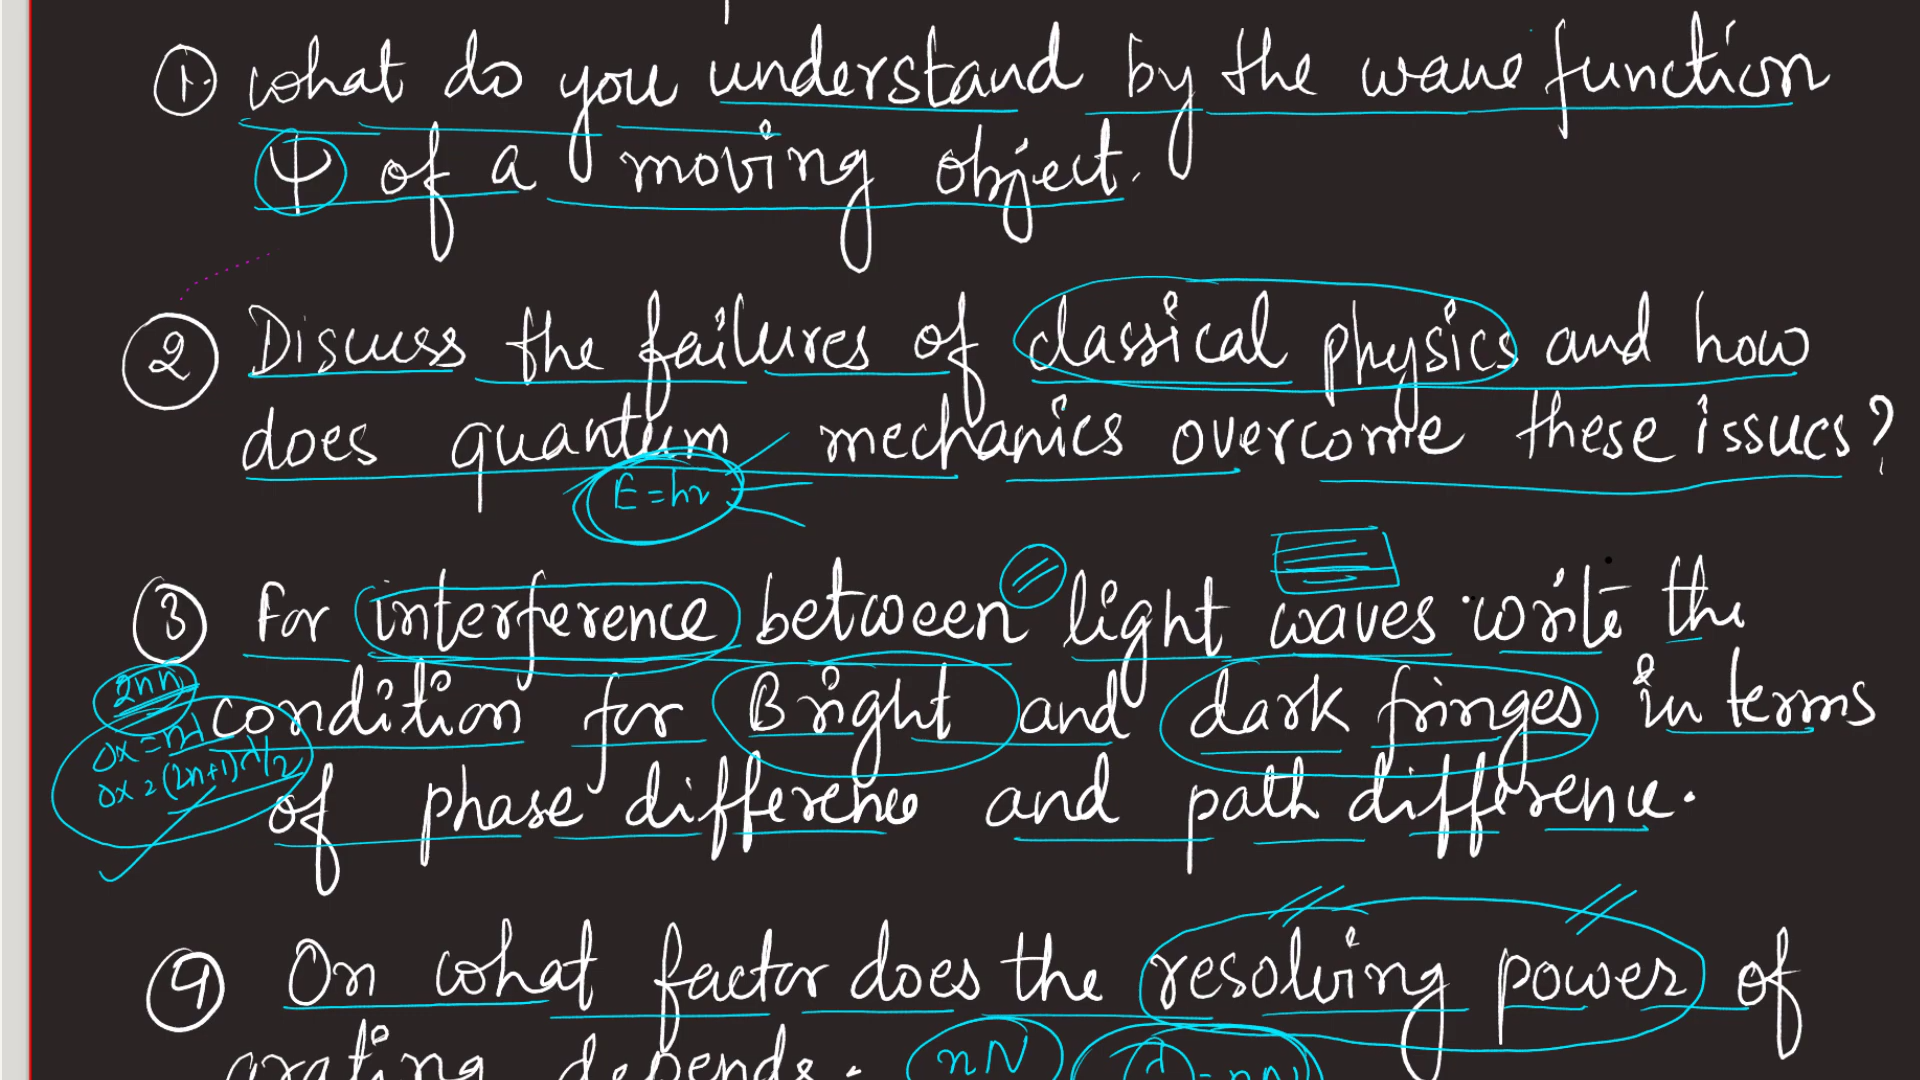 ① what do you understand by the wave function
ψ of a moving object.
② Discuss the failures of classical physics and how
does quantum mechanics overcome these issues?
E=hν
③ For interference between light waves write the
2nπ
condition for Bright and dark fringes in terms
Δx=nλ
Δx=(2n+1)λ/2
of phase difference and path difference.
④ On what factor does the resolving power of
grating depends. nN
= nN